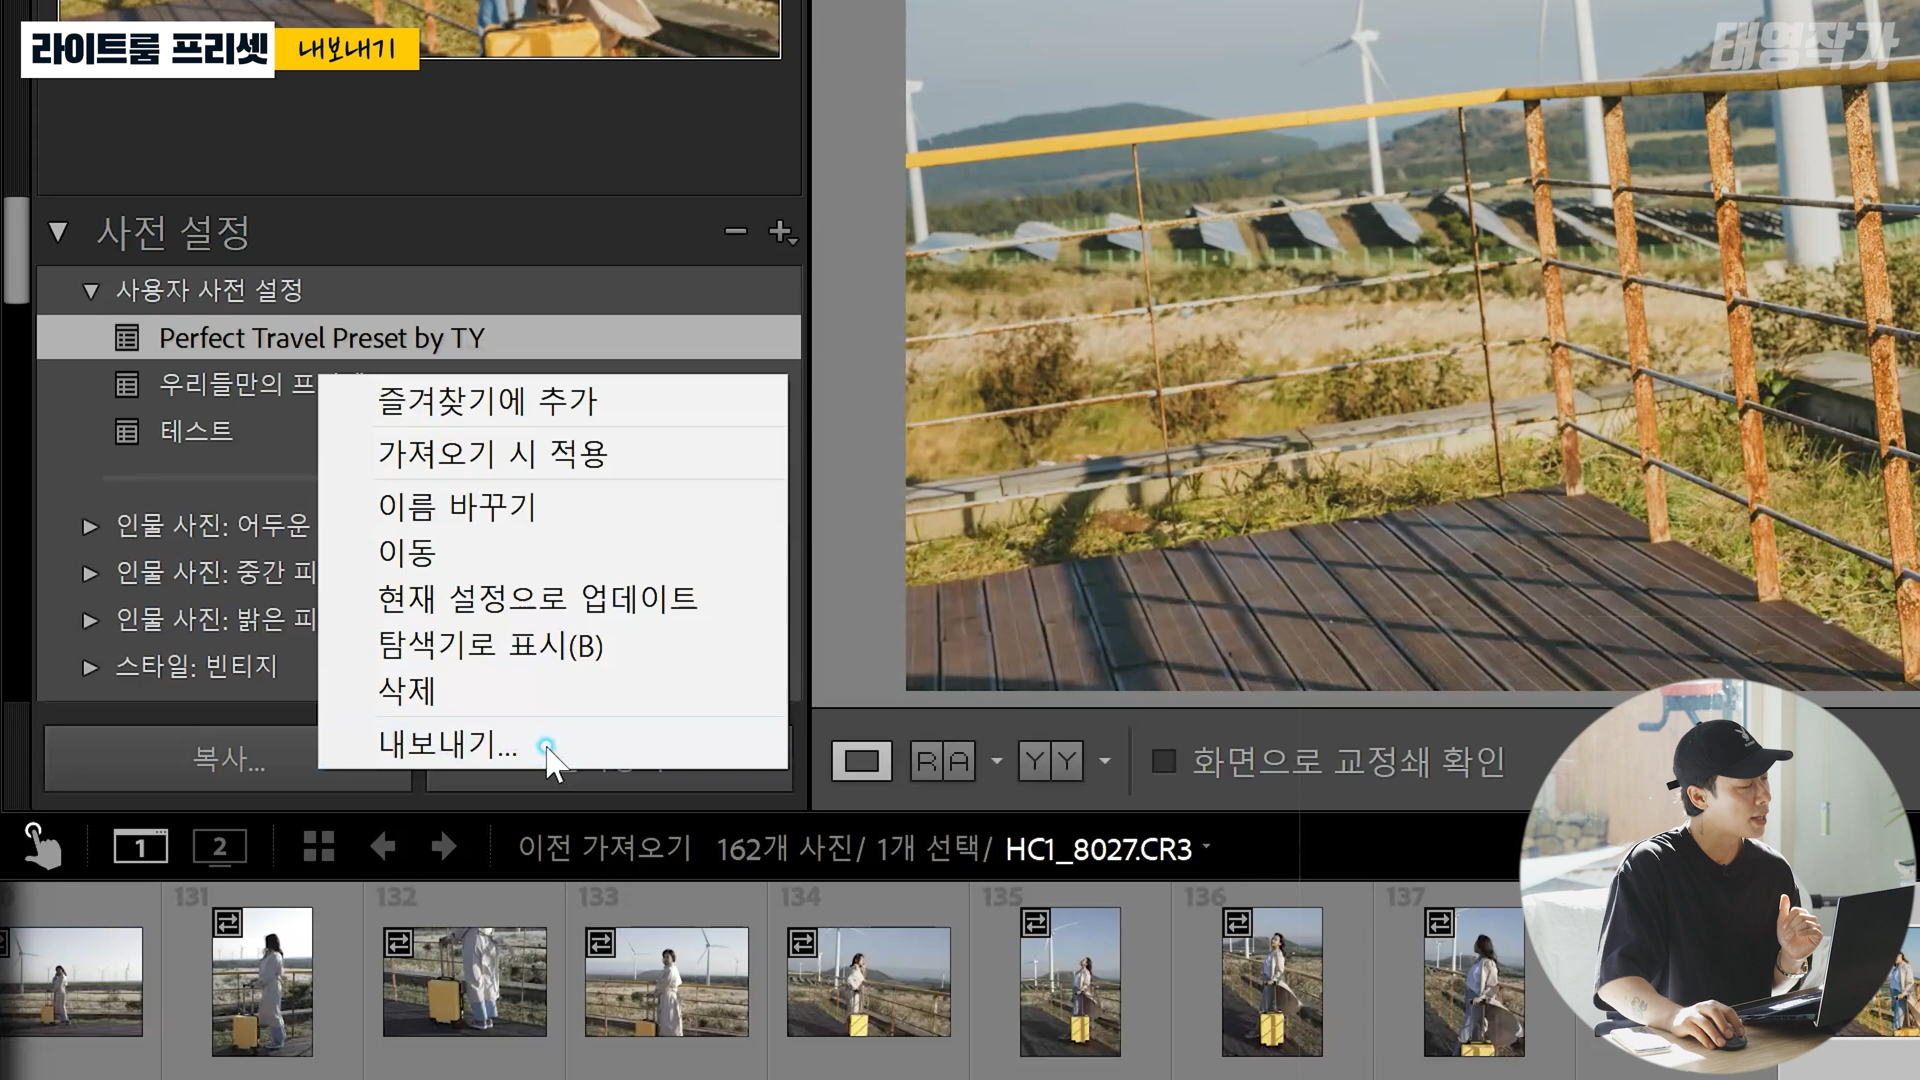 라이트룸 프리셋 내보내기
태영작가
사전 설정
사용자 사전 설정
Perfect Travel Preset by TY
우리들만의
테스트
즐겨찾기에 추가
가져오기 시 적용
이름 바꾸기
이동
현재 설정으로 업데이트
탐색기로 표시(B)
삭제
내보내기...
인물 사진: 어두운
인물 사진: 중간
인물 사진: 밝은
스타일: 빈티지
복사...
RA YY 화면으로 교정쇄 확인
1 2 이전 가져오기 162개 사진/ 1개 선택/ HC1_8027.CR3
131 132 133 134 135 136 137